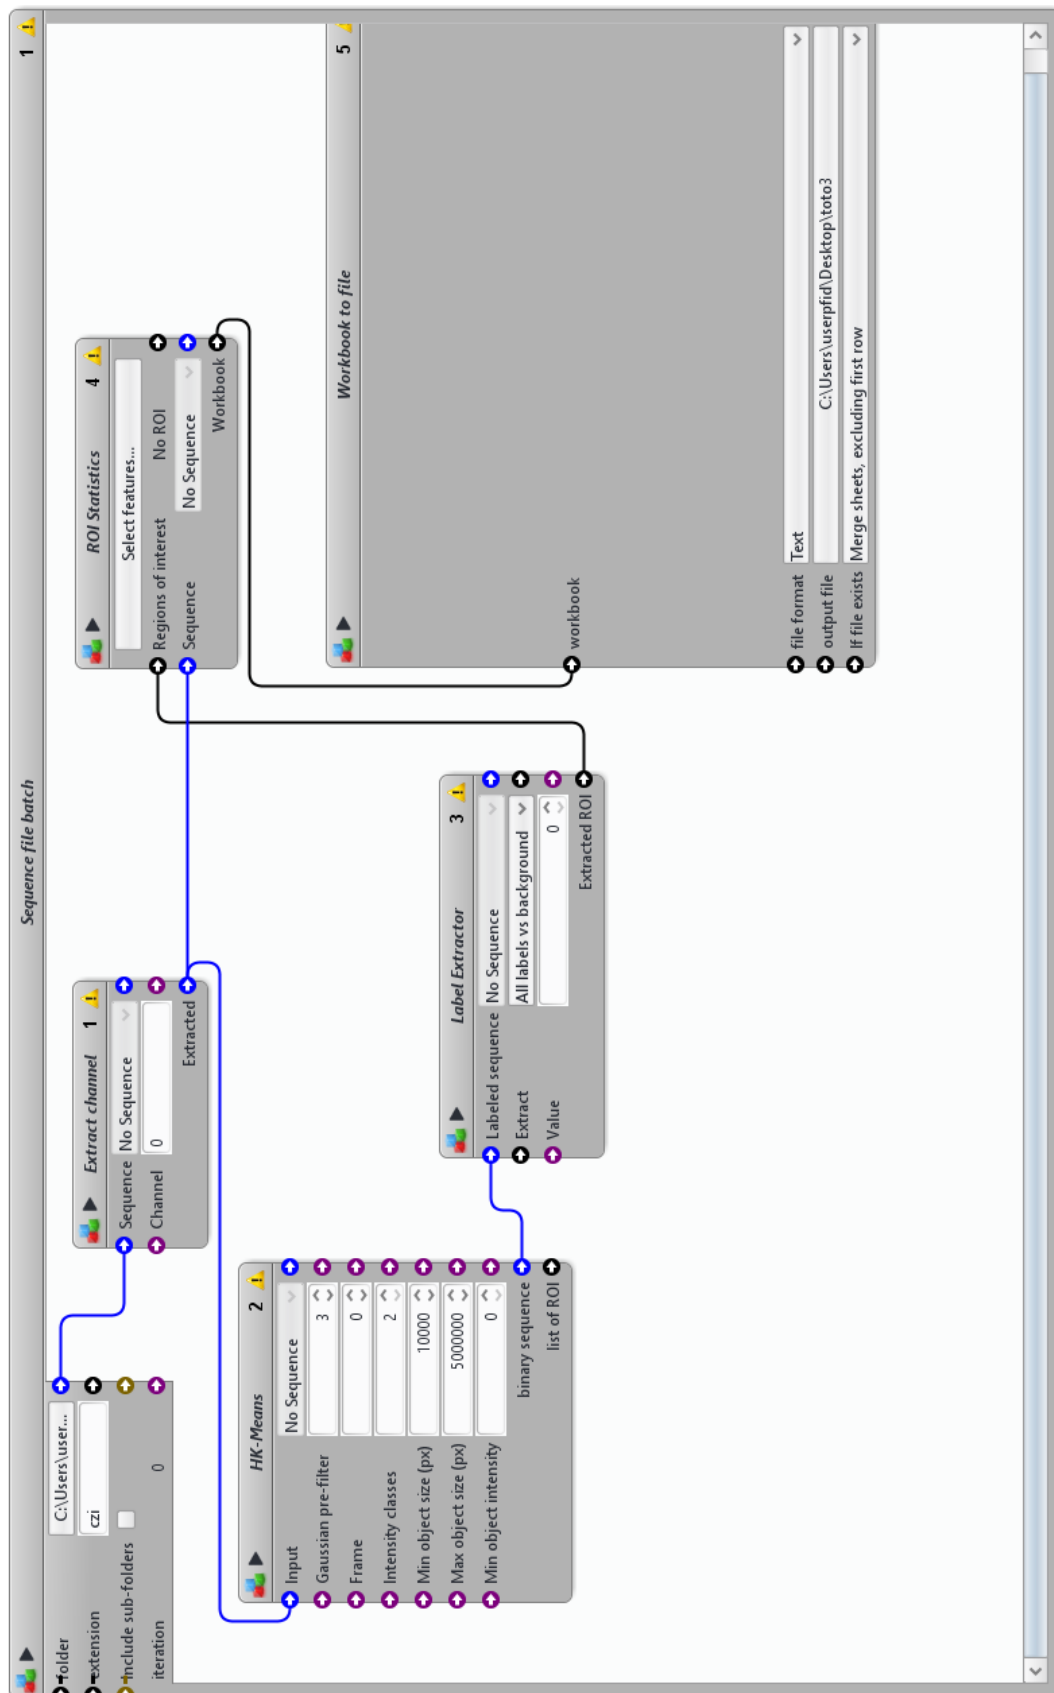 Sequence file batch 1
folder C:\Users\user...
extension czi
include sub-folders
iteration 0
Extract channel 1
Sequence No Sequence
Channel 0
Extracted
HK-Means 2
Input No Sequence
Gaussian pre-filter 3
Frame 0
Intensity classes 2
Min object size (px) 10000
Max object size (px) 5000000
Min object intensity 0
binary sequence
list of ROI
Label Extractor 3
Labeled sequence No Sequence
Extract All labels vs background
Value 0
Extracted ROI
ROI Statistics 4
Select features...
Regions of interest No ROI
Sequence No Sequence
Workbook
Workbook to file 5
workbook
file format Text
output file C:\Users\userpfid\Desktop\toto3
If file exists Merge sheets, excluding first row